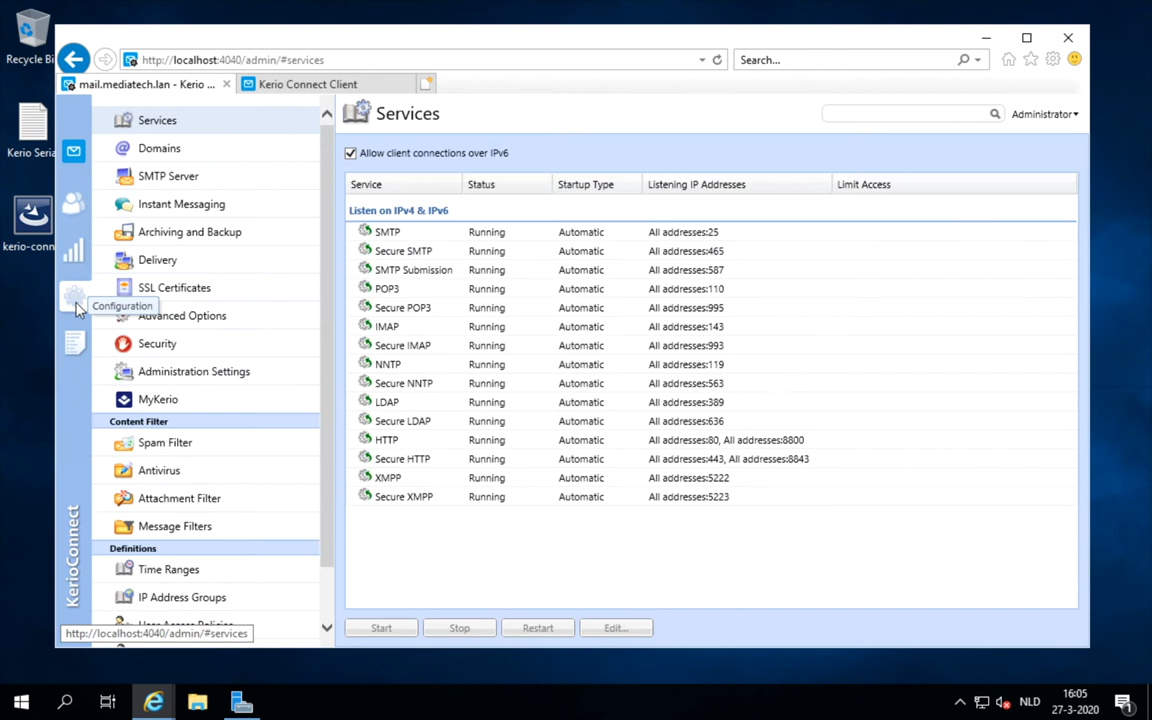 Recycle Bi
Kerio Seria
kerio-conn
http://localhost:4040/admin/#services
Search...
mail.mediatech.lan - Kerio ...
Kerio Connect Client
Services
Domains
SMTP Server
Instant Messaging
Archiving and Backup
Delivery
SSL Certificates
Configuration
Advanced Options
Security
Administration Settings
MyKerio
Content Filter
Spam Filter
Antivirus
Attachment Filter
Message Filters
Definitions
Time Ranges
IP Address Groups
KerioConnect
http://localhost:4040/admin/#services
Services
Administrator
Allow client connections over IPv6
Service Status Startup Type Listening IP Addresses Limit Access
Listen on IPv4 & IPv6
SMTP Running Automatic All addresses:25
Secure SMTP Running Automatic All addresses:465
SMTP Submission Running Automatic All addresses:587
POP3 Running Automatic All addresses:110
Secure POP3 Running Automatic All addresses:995
IMAP Running Automatic All addresses:143
Secure IMAP Running Automatic All addresses:993
NNTP Running Automatic All addresses:119
Secure NNTP Running Automatic All addresses:563
LDAP Running Automatic All addresses:389
Secure LDAP Running Automatic All addresses:636
HTTP Running Automatic All addresses:80, All addresses:8800
Secure HTTP Running Automatic All addresses:443, All addresses:8843
XMPP Running Automatic All addresses:5222
Secure XMPP Running Automatic All addresses:5223
Start Stop Restart Edit...
NLD
16:05
27-3-2020
1